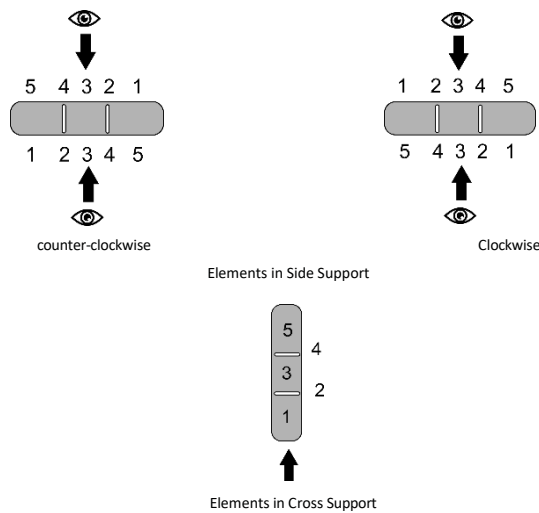 5 4 3 2 1
1 2 3 4 5
counter-clockwise
1 2 3 4 5
5 4 3 2 1
Clockwise
Elements in Side Support
5
4
3
2
1
Elements in Cross Support